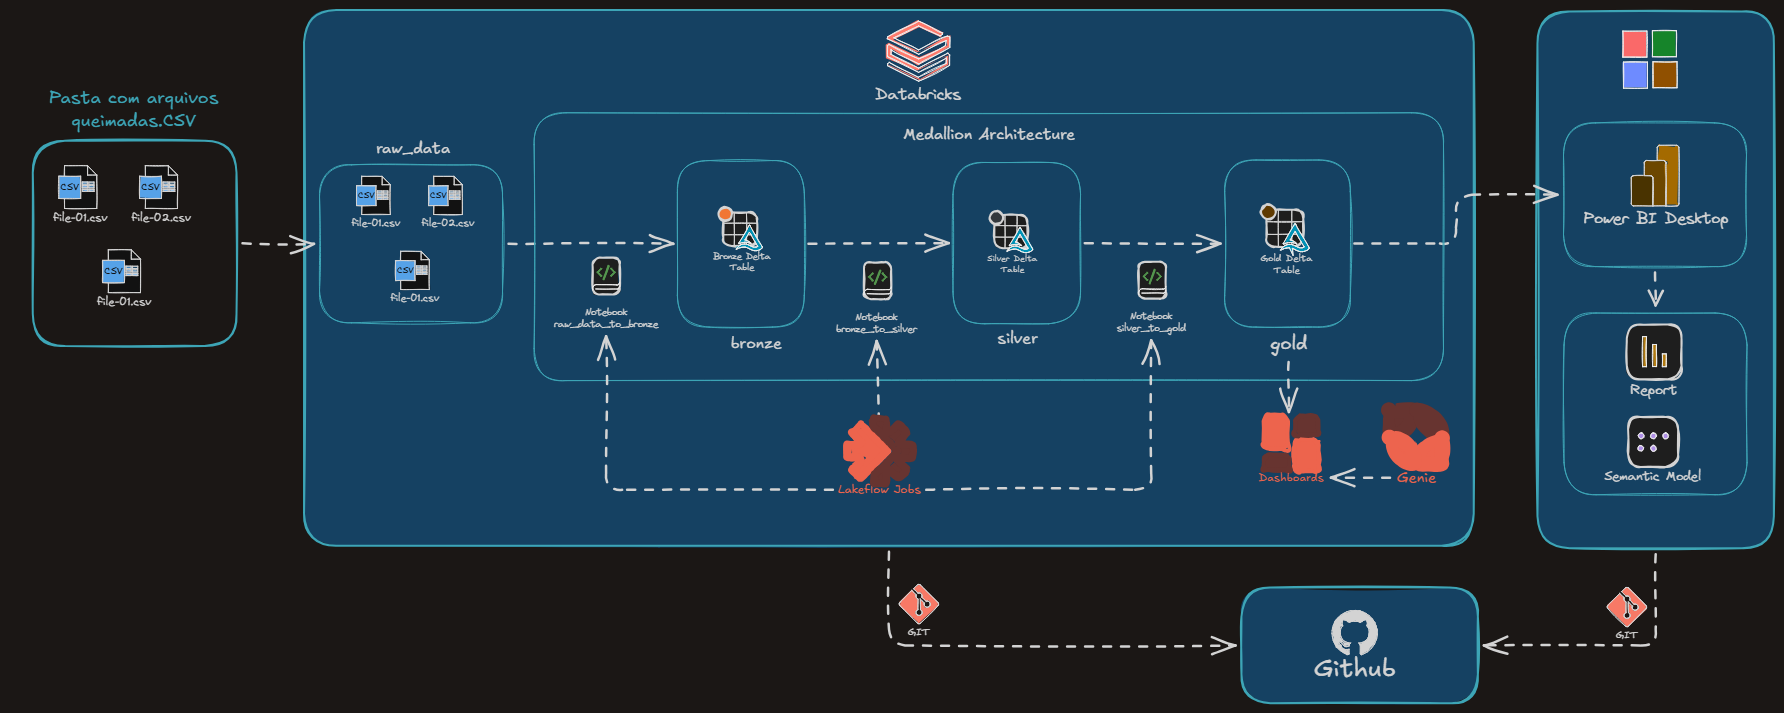 Pasta com arquivos
queimadas.CSV
CSV
file-01.csv
CSV
file-02.csv
CSV
file-01.csv
raw_data
CSV
file-01.csv
CSV
file-02.csv
CSV
file-01.csv
Databricks
Medallion Architecture
Notebook
raw_data_to_bronze
Bronze Delta
Table
bronze
Notebook
bronze_to_silver
Silver Delta
Table
silver
Notebook
silver_to_gold
Gold Delta
Table
gold
Lakeflow Jobs
Dashboards
Genie
Power BI Desktop
Report
Semantic Model
GIT
Github
GIT